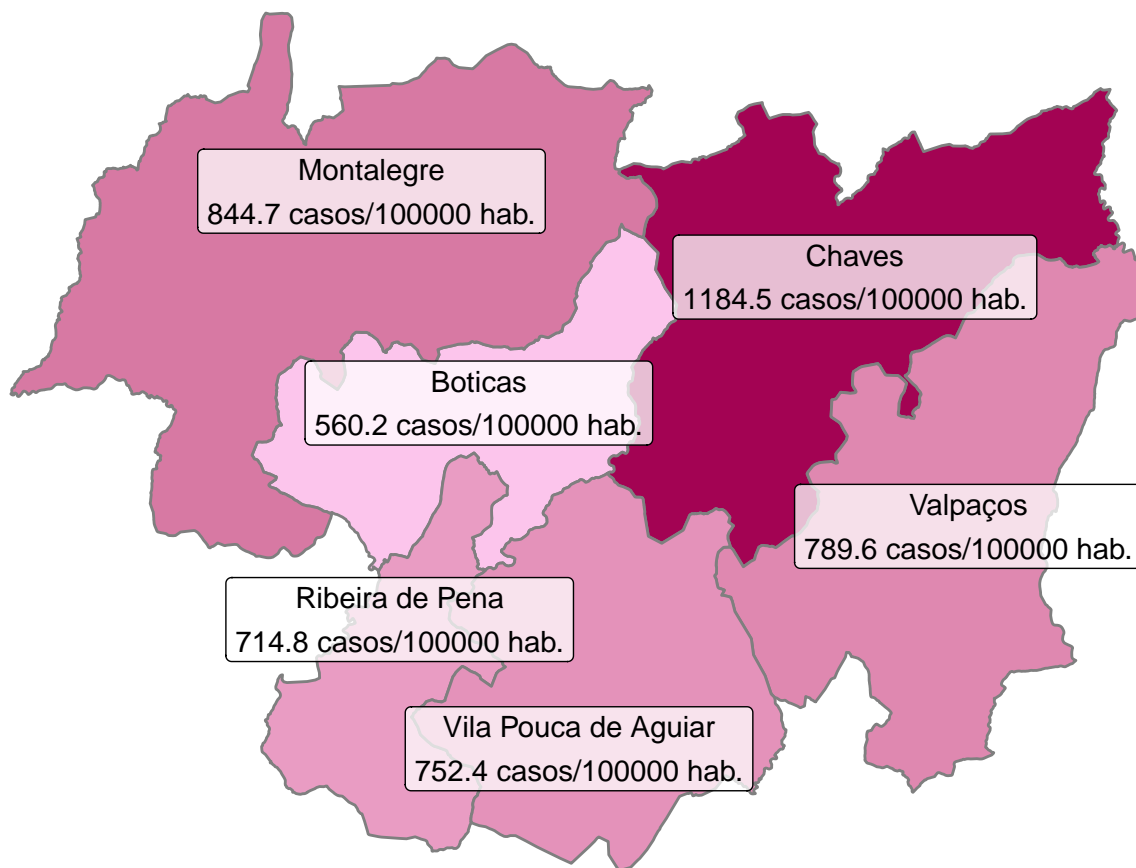 Montalegre
844.7 casos/100000 hab.
Chaves
1184.5 casos/100000 hab.
Boticas
560.2 casos/100000 hab.
Valpaços
789.6 casos/100000 hab.
Ribeira de Pena
714.8 casos/100000 hab.
Vila Pouca de Aguiar
752.4 casos/100000 hab.